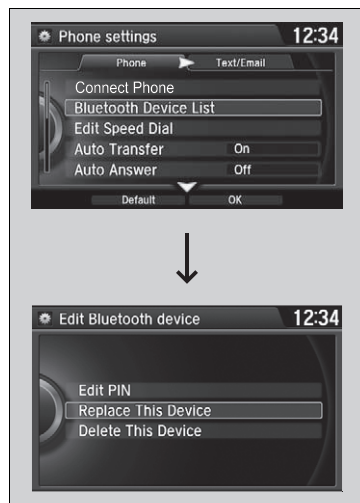 Phone settings 12:34
Phone Text/Email
Connect Phone
Bluetooth Device List
Edit Speed Dial
Auto Transfer On
Auto Answer Off
Default OK
Edit Bluetooth device 12:34
Edit PIN
Replace This Device
Delete This Device